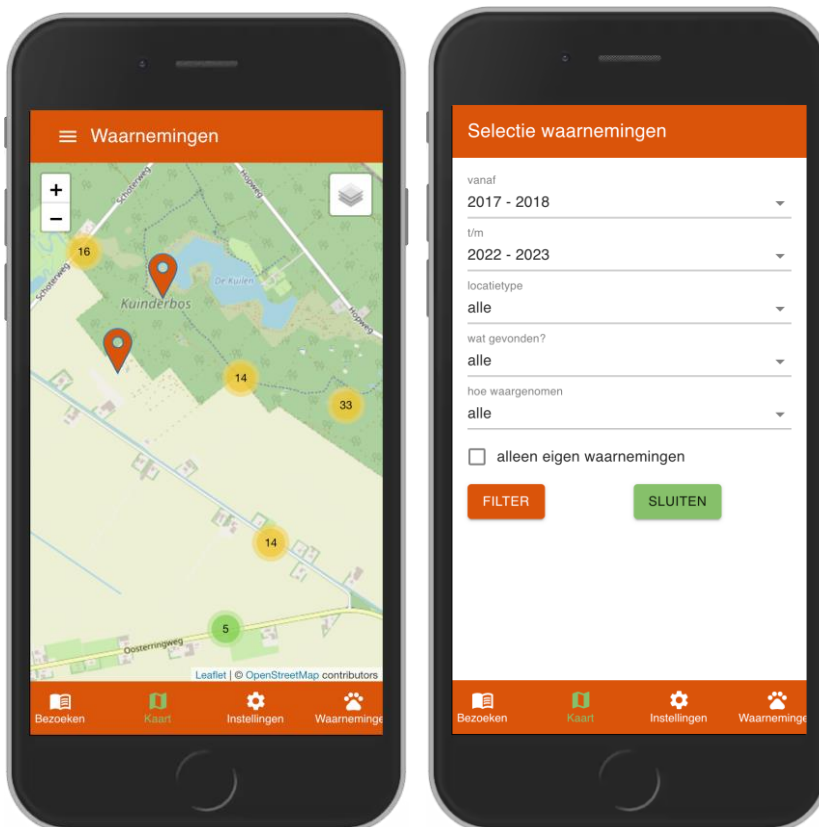 Waarnemingen
+
−
Schoterweg
Hopweg
16
De Kuilen
Schoterweg
Kuinderbos
Hopweg
14
33
14
5
Oosterringweg
Leaflet | © OpenStreetMap contributors
Bezoeken
Kaart
Instellingen
Waarneminge
Selectie waarnemingen
vanaf
2017 - 2018
t/m
2022 - 2023
locatietype
alle
wat gevonden?
alle
hoe waargenomen
alle
alleen eigen waarnemingen
FILTER
SLUITEN
Bezoeken
Kaart
Instellingen
Waarneminge